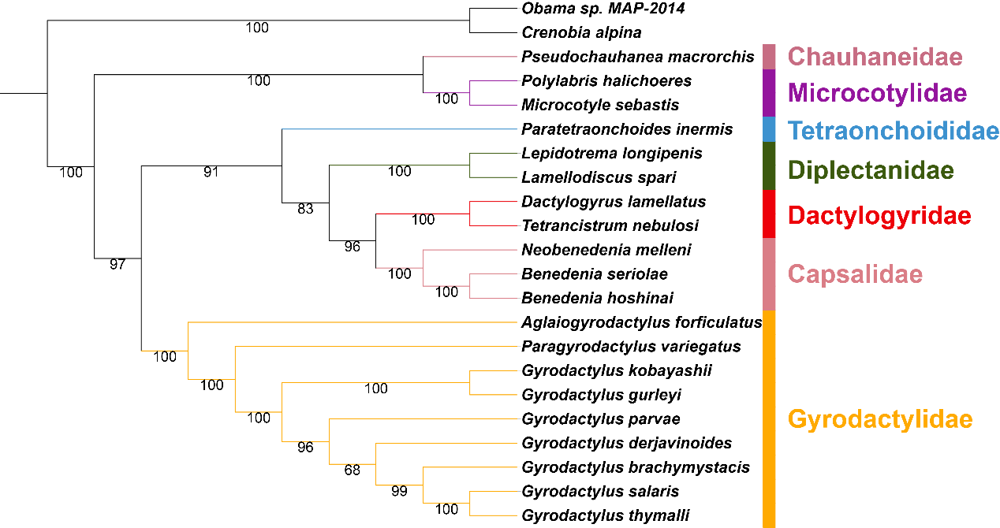 Obama sp. MAP-2014
100
Crenobia alpina
Pseudochauhanea macrorchis
Chauhaneidae
100
Polylabris halichoeres
Microcotylidae
100
Microcotyle sebastis
Paratetraonchoides inermis
Tetraonchoididae
Lepidotrema longipenis
100
91
100
Diplectanidae
Lamellodiscus spari
Dactylogyrus lamellatus
83
100
Dactylogyridae
Tetrancistrum nebulosi
96
Neobenedenia melleni
97
100
Benedenia seriolae
Capsalidae
100
Benedenia hoshinai
Aglaiogyrodactylus forficulatus
Paragyrodactylus variegatus
100
Gyrodactylus kobayashii
100
100
Gyrodactylus gurleyi
100
Gyrodactylus parvae
Gyrodactylidae
Gyrodactylus derjavinoides
96
Gyrodactylus brachymystacis
68
Gyrodactylus salaris
99
100
Gyrodactylus thymalli